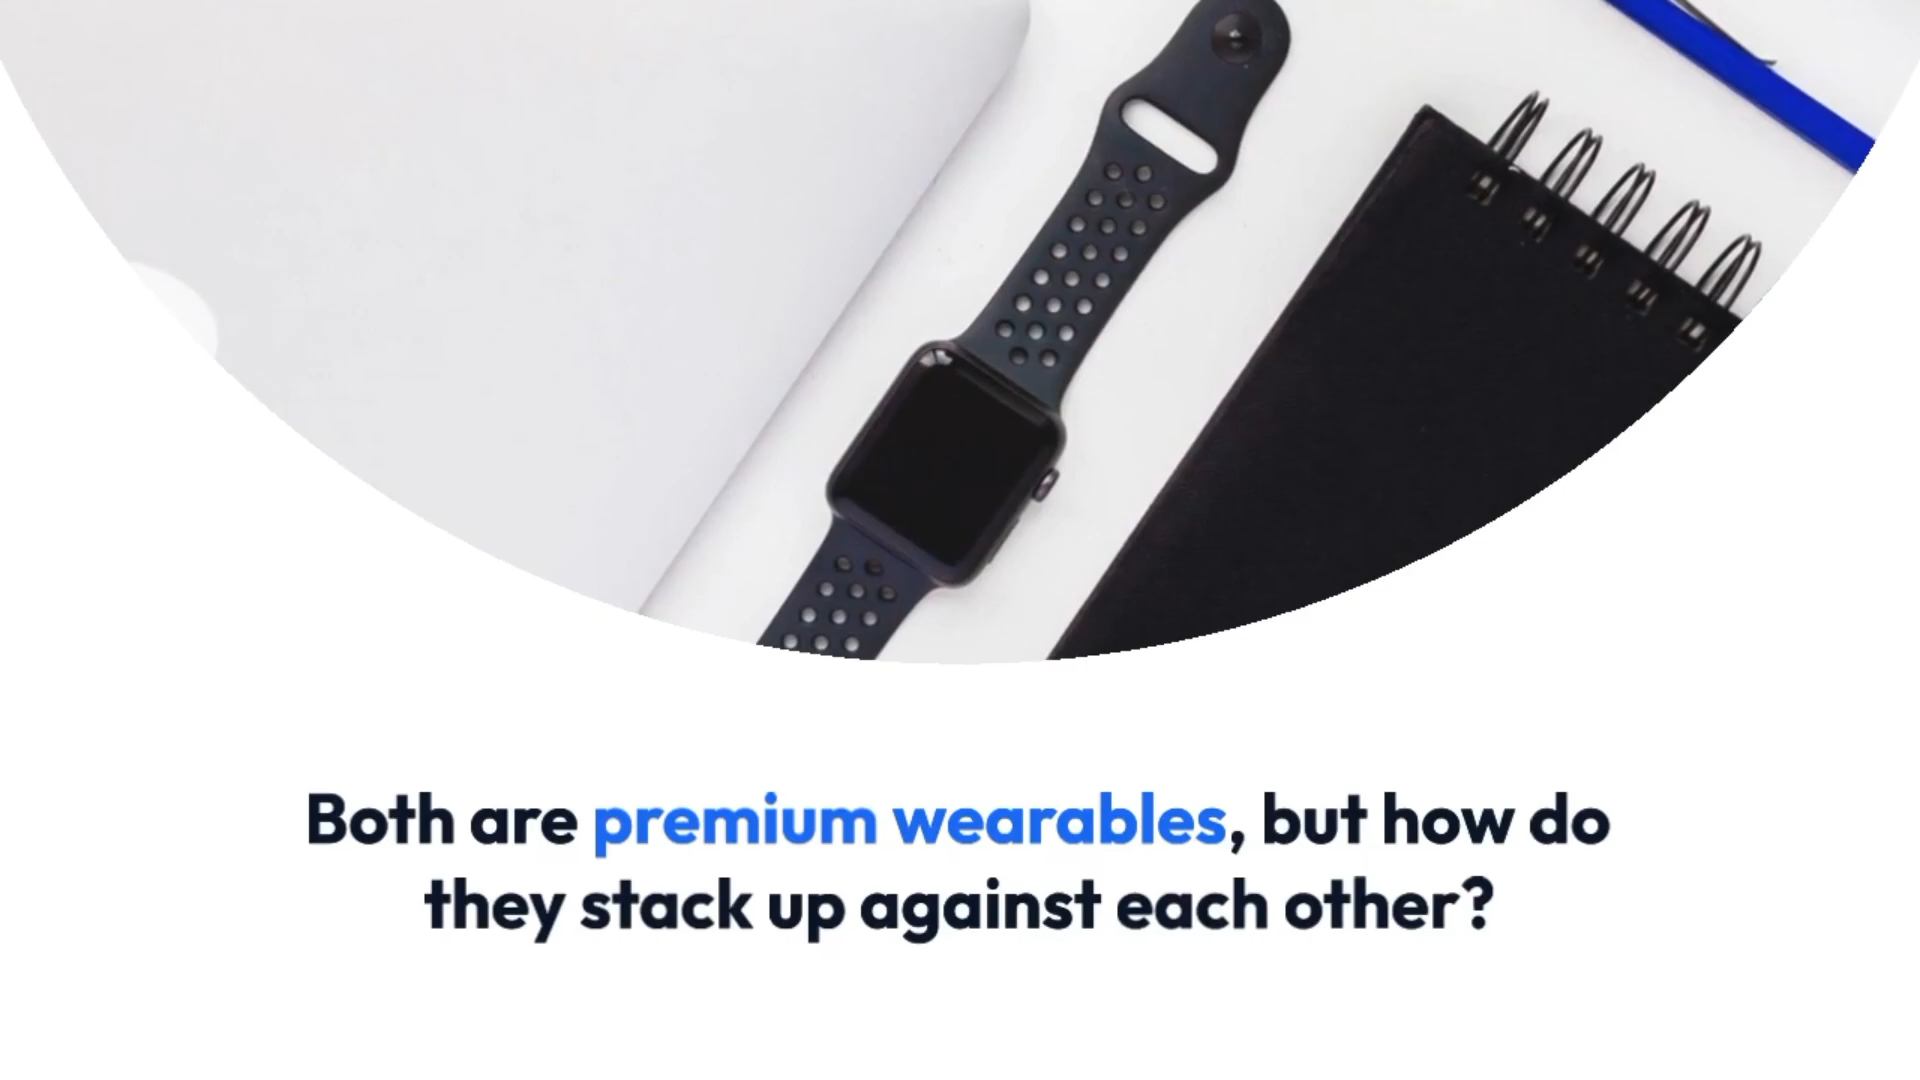 Both are premium wearables, but how do
they stack up against each other?